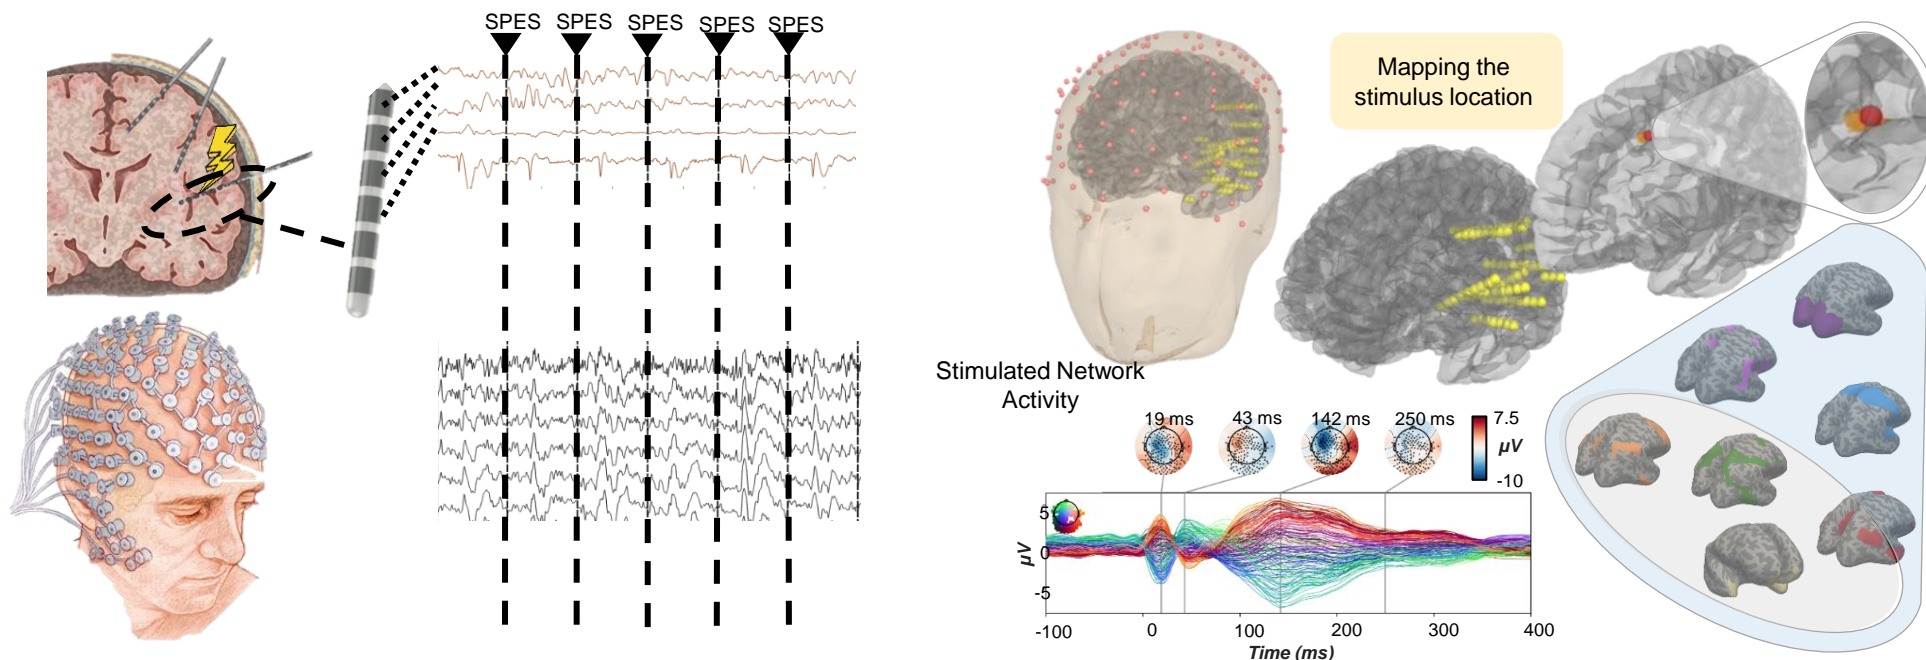 SPES SPES SPES SPES SPES
Mapping the
stimulus location
Stimulated Network
Activity
19 ms 43 ms 142 ms 250 ms
7.5
µV
-10
5
0
-5
µV
-100 0 100 200 300 400
Time (ms)